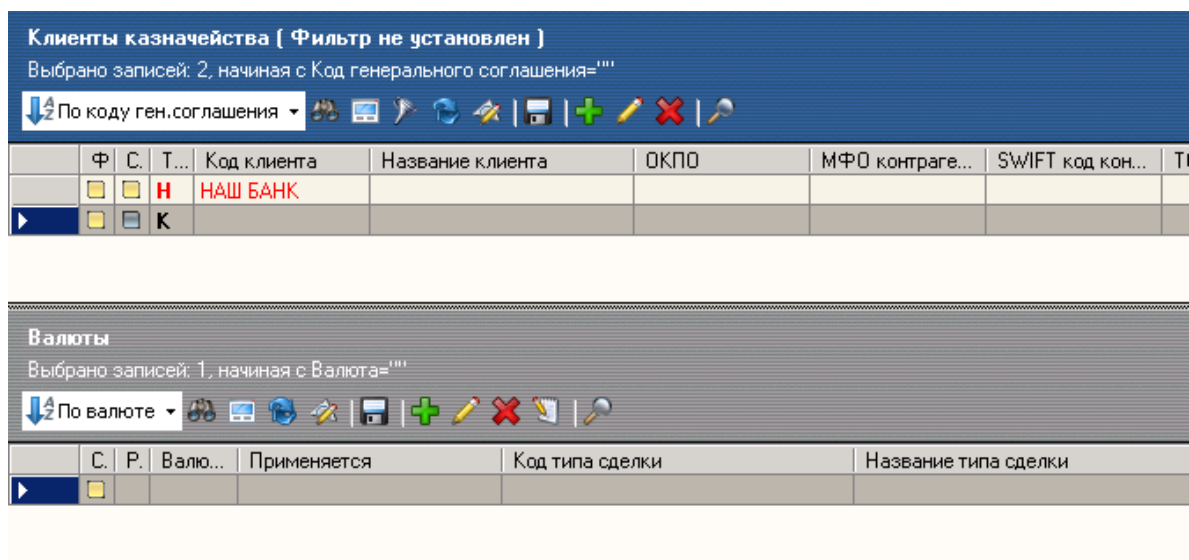 Клиенты казначейства ( Фильтр не установлен )
Выбрано записей: 2, начиная с Код генерального соглашения=""
По коду ген.соглашения
Ф С. Т... Код клиента Название клиента ОКПО МФО контраге... SWIFT код кон...
Н НАШ БАНК
К
Валюты
Выбрано записей: 1, начиная с Валюта=""
По валюте
С. Р. Валю... Применяется Код типа сделки Название типа сделки